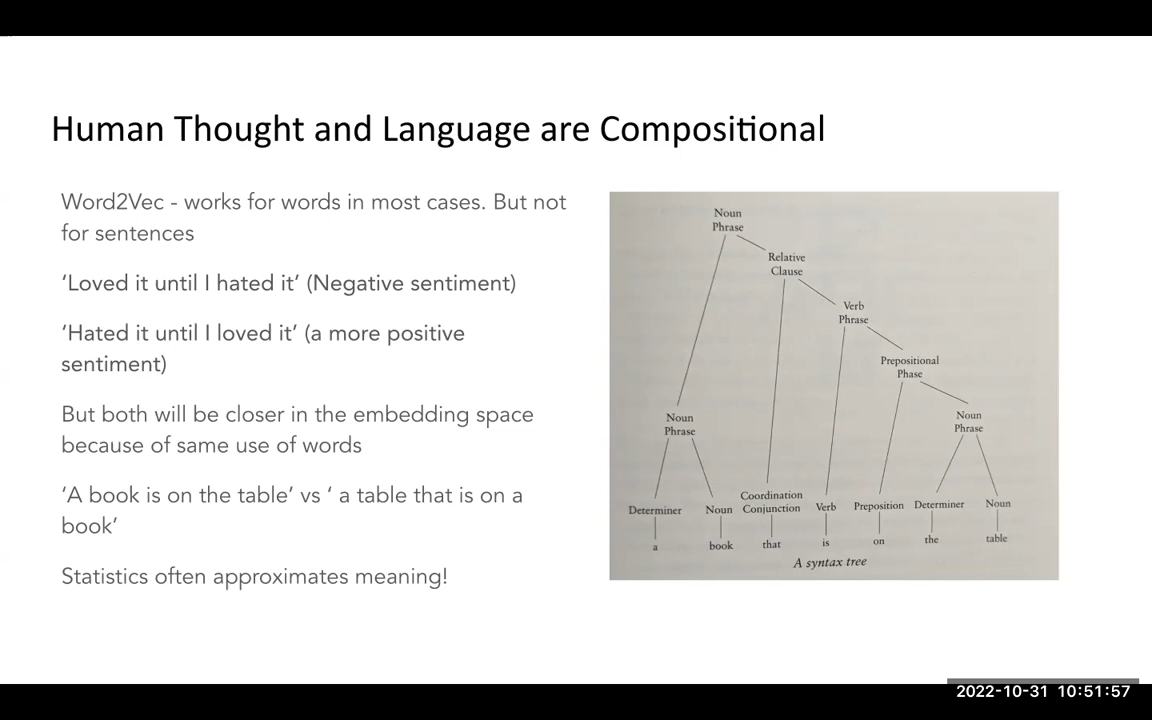 Human Thought and Language are Compositional
Word2Vec - works for words in most cases. But not
for sentences
‘Loved it until I hated it’ (Negative sentiment)
‘Hated it until I loved it’ (a more positive
sentiment)
But both will be closer in the embedding space
because of same use of words
‘A book is on the table’ vs ‘ a table that is on a
book’
Statistics often approximates meaning!
Noun
Phrase
Relative
Clause
Verb
Phrase
Prepositional
Phase
Noun
Phrase
Noun
Phrase
Determiner
Noun
Coordination
Conjunction
Verb
Preposition
Determiner
Noun
a
book
that
is
on
the
table
A syntax tree
2022-10-31 10:51:57